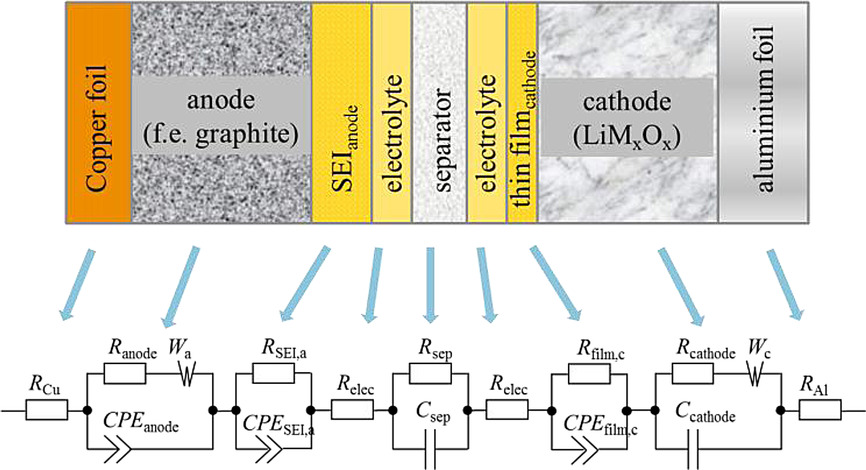 Copper foil
anode
(f.e. graphite)
SEIanode
electrolyte
separator
electrolyte
thin filmcathode
cathode
(LiMxOx)
aluminium foil
RCu
Ranode
Wa
CPEanode
RSEI,a
CPESEI,a
Relec
Rsep
Csep
Relec
Rfilm,c
CPEfilm,c
Rcathode
Wc
Ccathode
RAl